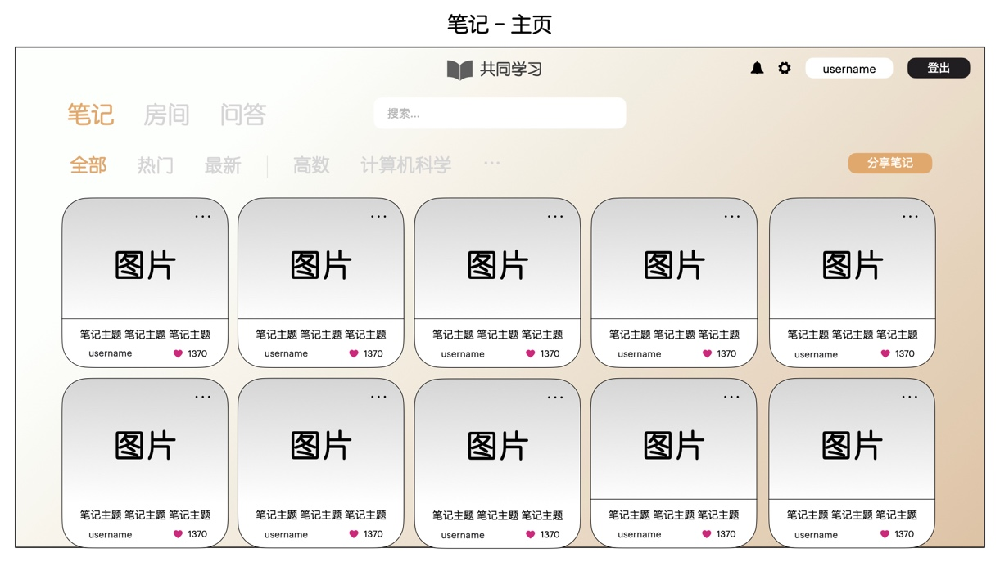 笔记 - 主页
共同学习
username 登出
笔记 房间 问答 搜索...
全部 热门 最新 | 高数 计算机科学 ... 分享笔记
... ... ... ... ...
图片 图片 图片 图片 图片
笔记主题 笔记主题 笔记主题 笔记主题 笔记主题 笔记主题 笔记主题 笔记主题 笔记主题 笔记主题 笔记主题 笔记主题 笔记主题 笔记主题 笔记主题
username 1370 username 1370 username 1370 username 1370 username 1370
... ... ... ... ...
图片 图片 图片 图片 图片
笔记主题 笔记主题 笔记主题 笔记主题 笔记主题 笔记主题 笔记主题 笔记主题 笔记主题 笔记主题 笔记主题 笔记主题 笔记主题 笔记主题 笔记主题
username 1370 username 1370 username 1370 username 1370 username 1370